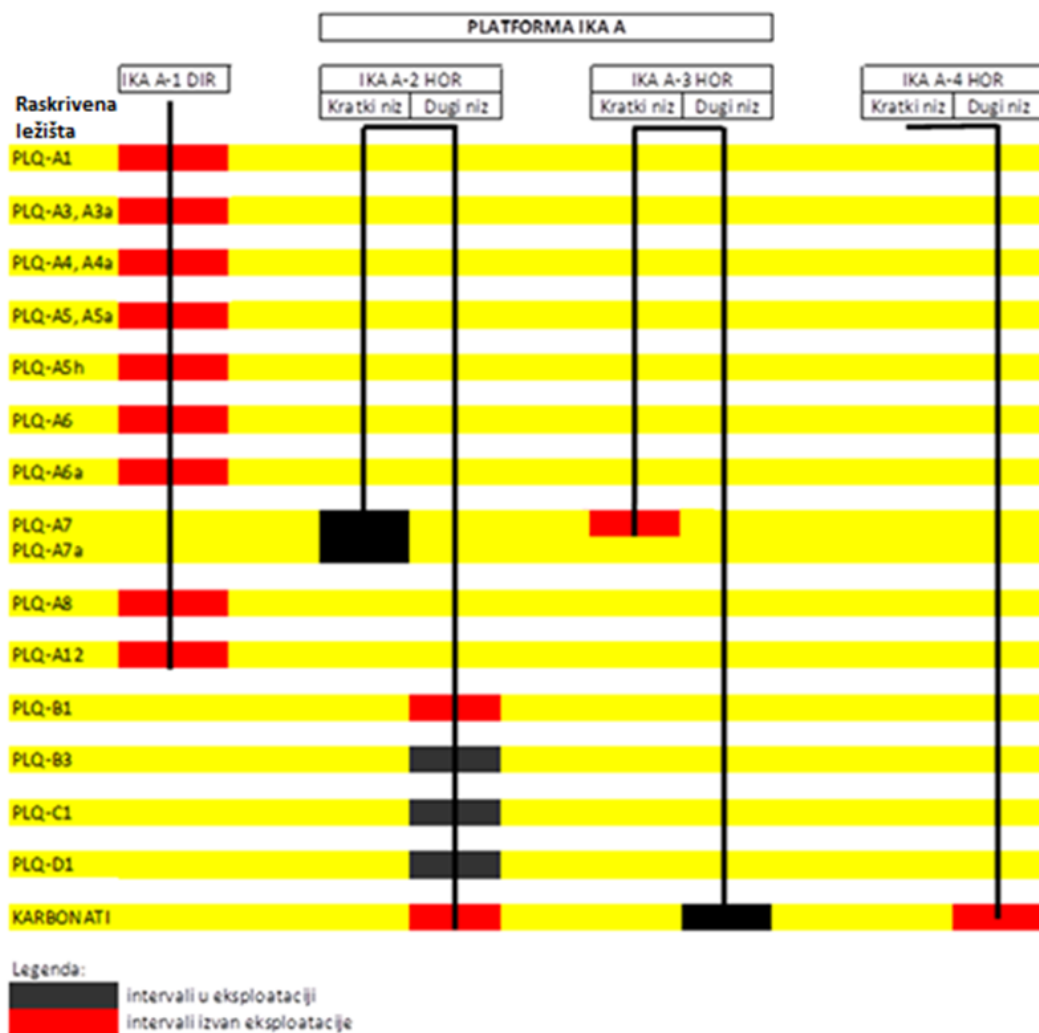 PLATFORMA IKA A
IKA A-1 DIR
IKA A-2 HOR
IKA A-3 HOR
IKA A-4 HOR
Kratki niz Dugi niz
Kratki niz Dugi niz
Kratki niz Dugi niz
Raskrivena
ležišta
PLQ-A1
PLQ-A3, A3a
PLQ-A4, A4a
PLQ-A5, A5a
PLQ-A5h
PLQ-A6
PLQ-A6a
PLQ-A7
PLQ-A7a
PLQ-A8
PLQ-A12
PLQ-B1
PLQ-B3
PLQ-C1
PLQ-D1
KARBONATI
Legenda:
intervali u eksploataciji
intervali izvan eksploatacije